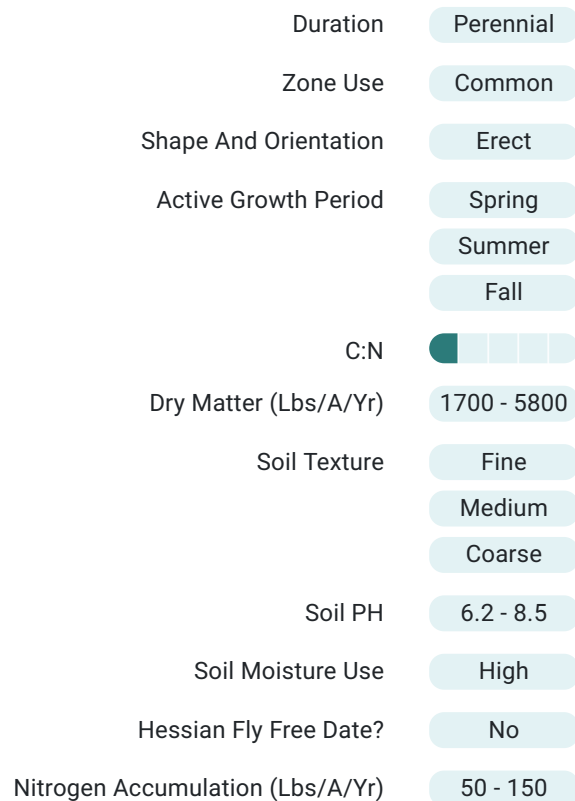 Duration Perennial
Zone Use Common
Shape And Orientation Erect
Active Growth Period Spring
Summer
Fall
C:N
Dry Matter (Lbs/A/Yr) 1700 - 5800
Soil Texture Fine
Medium
Coarse
Soil PH 6.2 - 8.5
Soil Moisture Use High
Hessian Fly Free Date? No
Nitrogen Accumulation (Lbs/A/Yr) 50 - 150